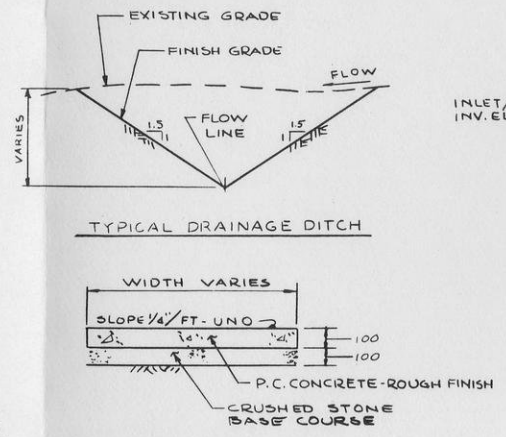 EXISTING GRADE
FINISH GRADE
FLOW
INLET/
INV. EL
VARIES
1.5
1
FLOW
LINE
1.5
1
TYPICAL DRAINAGE DITCH
WIDTH VARIES
SLOPE 1/4"/FT - UNO
100
100
P.C. CONCRETE-ROUGH FINISH
CRUSHED STONE
BASE COURSE